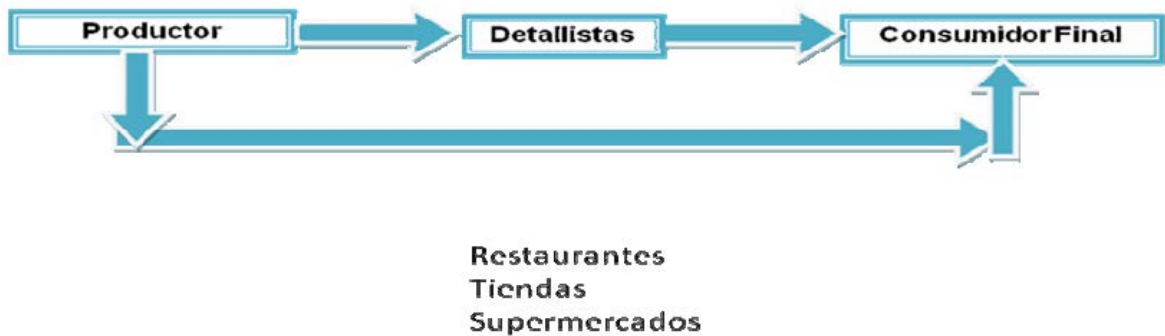 Productor
Detallistas
Consumidor Final
Restaurantes
Tiendas
Supermercados